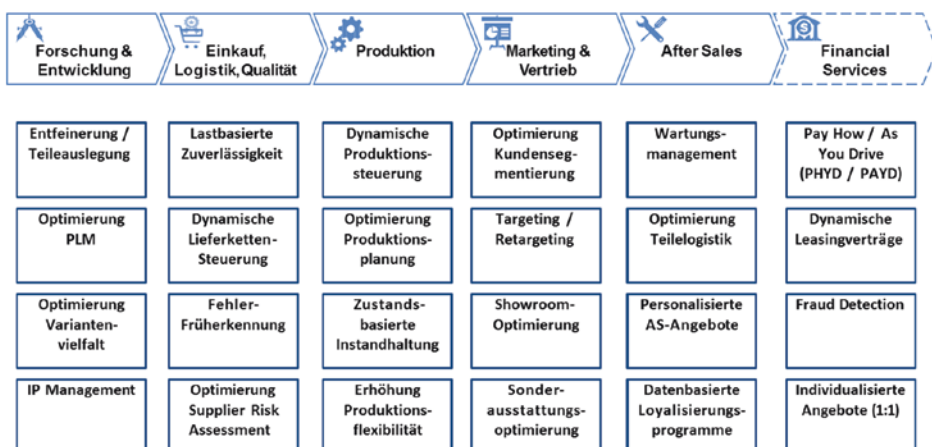 Forschung &
Entwicklung
Einkauf,
Logistik, Qualität
Produktion
Marketing &
Vertrieb
After Sales
Financial
Services
Entfeinerung /
Teileauslegung
Lastbasierte
Zuverlässigkeit
Dynamische
Produktions-
steuerung
Optimierung
Kundenseg-
mentierung
Wartungs-
management
Pay How / As
You Drive
(PHYD / PAYD)
Optimierung
PLM
Dynamische
Lieferketten-
Steuerung
Optimierung
Produktions-
planung
Targeting /
Retargeting
Optimierung
Teilelogistik
Dynamische
Leasingverträge
Optimierung
Varianten-
vielfalt
Fehler-
Früherkennung
Zustands-
basierte
Instandhaltung
Showroom-
Optimierung
Personalisierte
AS-Angebote
Fraud Detection
IP Management
Optimierung
Supplier Risk
Assessment
Erhöhung
Produktions-
flexibilität
Sonder-
ausstattungs-
optimierung
Datenbasierte
Loyalisierungs-
programme
Individualisierte
Angebote (1:1)